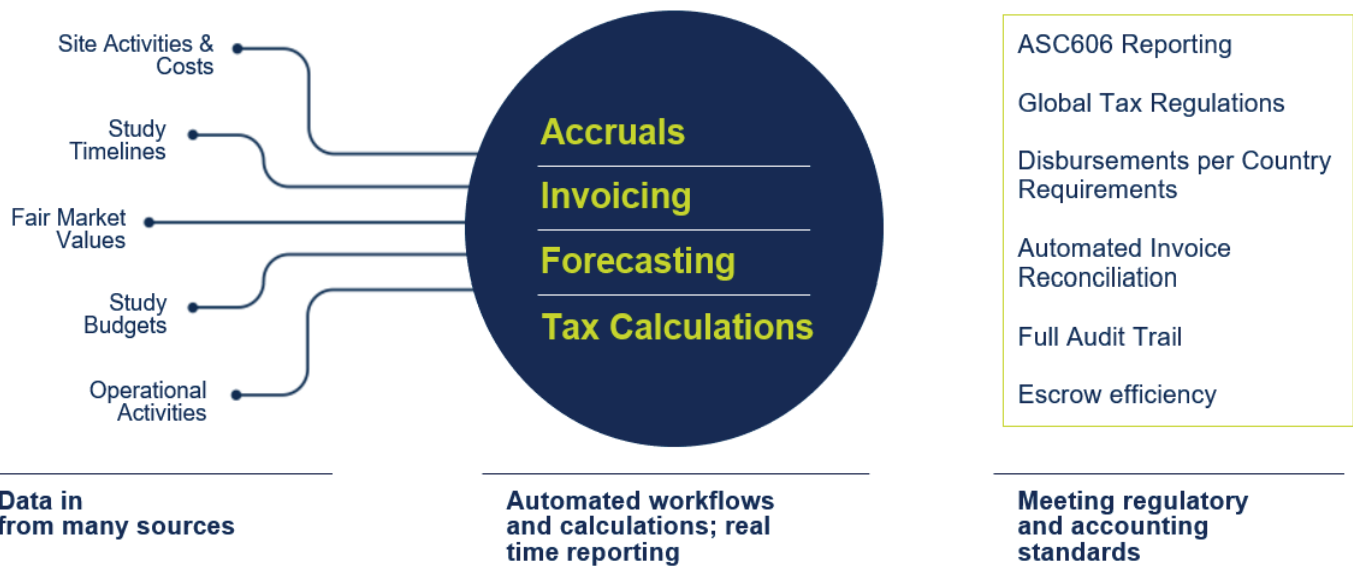 Site Activities &
Costs
Study
Timelines
Fair Market
Values
Study
Budgets
Operational
Activities
Accruals
Invoicing
Forecasting
Tax Calculations
ASC606 Reporting
Global Tax Regulations
Disbursements per Country
Requirements
Automated Invoice
Reconciliation
Full Audit Trail
Escrow efficiency
Data in
from many sources
Automated workflows
and calculations; real
time reporting
Meeting regulatory
and accounting
standards